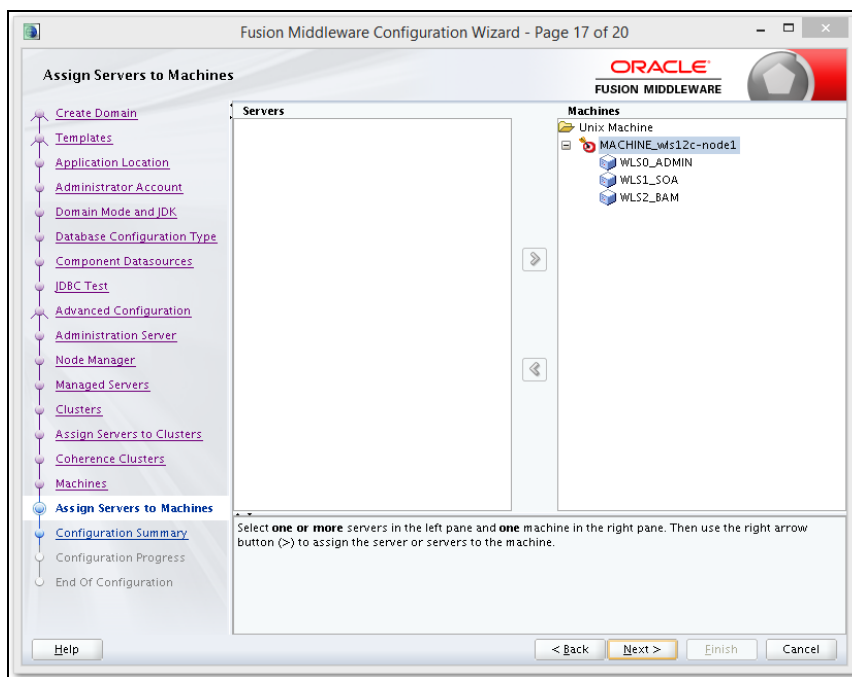 Fusion Middleware Configuration Wizard - Page 17 of 20
Assign Servers to Machines
ORACLE
FUSION MIDDLEWARE
Create Domain
Templates
Application Location
Administrator Account
Domain Mode and JDK
Database Configuration Type
Component Datasources
JDBC Test
Advanced Configuration
Administration Server
Node Manager
Managed Servers
Clusters
Assign Servers to Clusters
Coherence Clusters
Machines
Assign Servers to Machines
Configuration Summary
Configuration Progress
End Of Configuration
Servers
Machines
Unix Machine
MACHINE_wls12c-node1
WLS0_ADMIN
WLS1_SOA
WLS2_BAM
Select one or more servers in the left pane and one machine in the right pane. Then use the right arrow
button (>) to assign the server or servers to the machine.
Help
< Back
Next >
Finish
Cancel